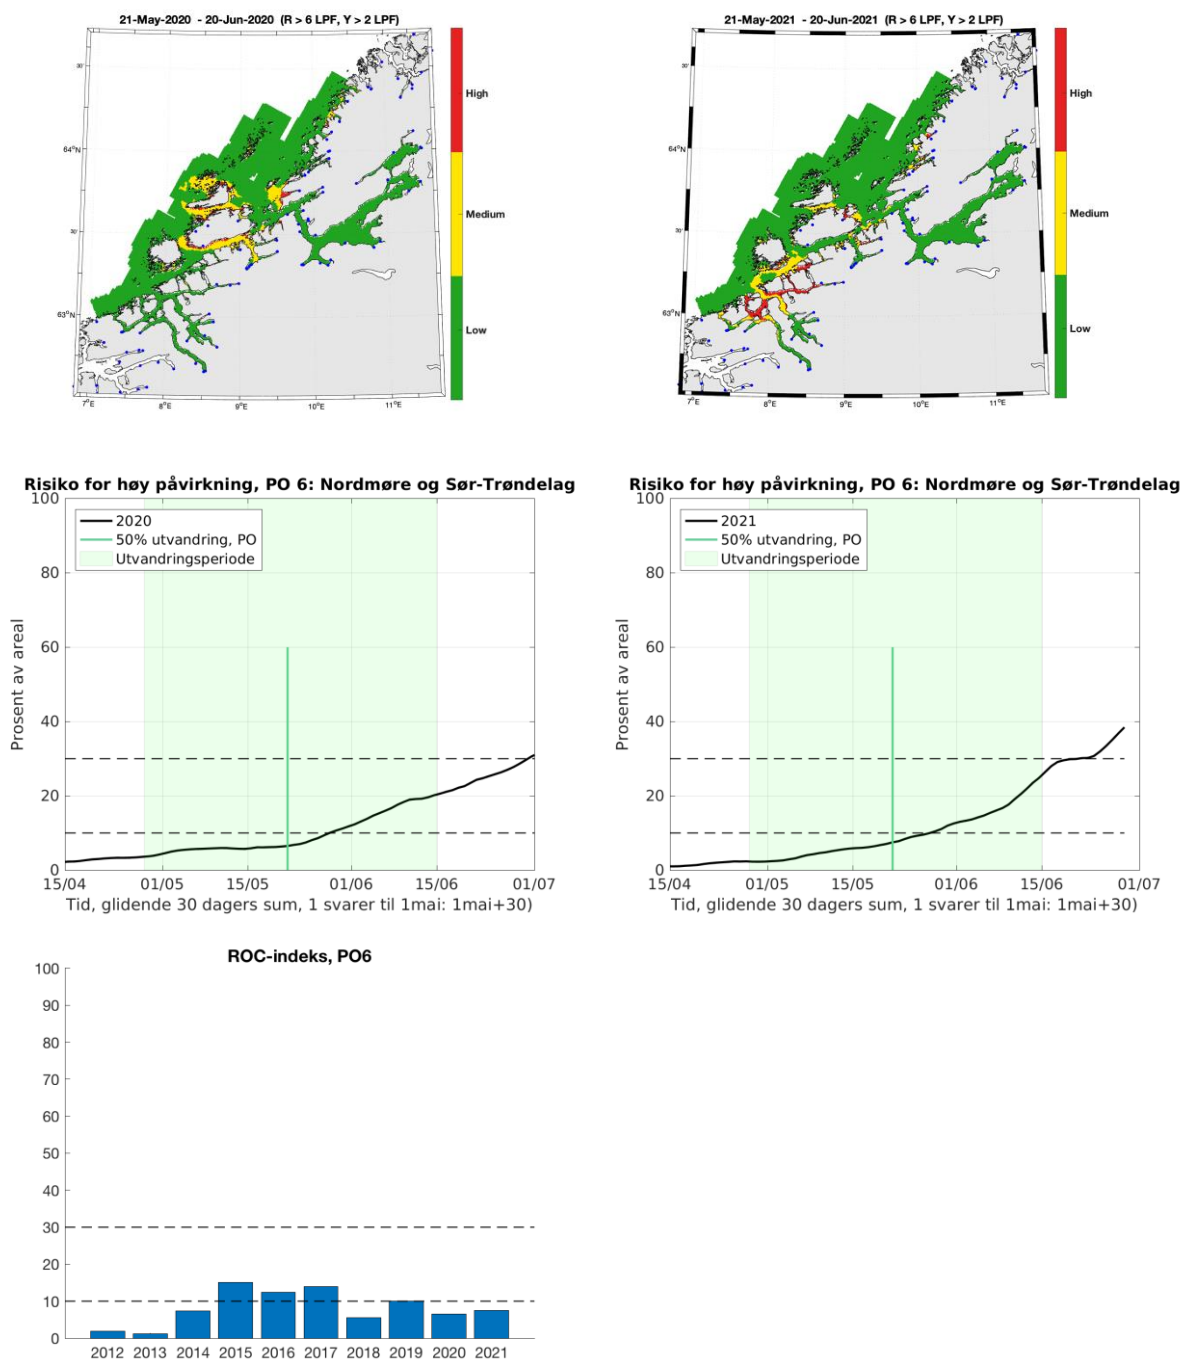 21-May-2020 - 20-Jun-2020 (R > 6 LPF, Y > 2 LPF)
30'
64°N
30'
63°N
7°E
8°E
9°E
10°E
11°E
High
Medium
Low
21-May-2021 - 20-Jun-2021 (R > 6 LPF, Y > 2 LPF)
30'
64°N
30'
63°N
7°E
8°E
9°E
10°E
11°E
High
Medium
Low
Risiko for høy påvirkning, PO 6: Nordmøre og Sør-Trøndelag
2020
50% utvandring, PO
Utvandringsperiode
Prosent av areal
100
80
60
40
20
0
15/04
01/05
15/05
01/06
15/06
01/07
Tid, glidende 30 dagers sum, 1 svarer til 1mai: 1mai+30)
Risiko for høy påvirkning, PO 6: Nordmøre og Sør-Trøndelag
2021
50% utvandring, PO
Utvandringsperiode
Prosent av areal
100
80
60
40
20
0
15/04
01/05
15/05
01/06
15/06
01/07
Tid, glidende 30 dagers sum, 1 svarer til 1mai: 1mai+30)
ROC-indeks, PO6
100
90
80
70
60
50
40
30
20
10
0
2012
2013
2014
2015
2016
2017
2018
2019
2020
2021